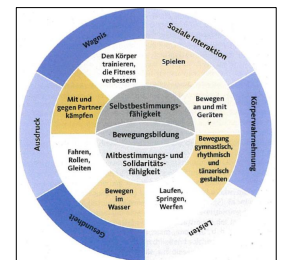 Wagnis
Soziale Interaktion
Körperwahrnehmung
Leisten
Gesundheit
Ausdruck
Den Körper
trainieren,
die Fitness
verbessern
Spielen
Bewegen
an und mit
Geräten
Bewegung
gymnastisch,
rhythmisch
und
tänzerisch
gestalten
Laufen,
Springen,
Werfen
Bewegen
im
Wasser
Fahren,
Rollen,
Gleiten
Mit und
gegen Partner
kämpfen
Selbstbestimmungs-
fähigkeit
Bewegungsbildung
Mitbestimmungs- und
Solidaritäts-
fähigkeit